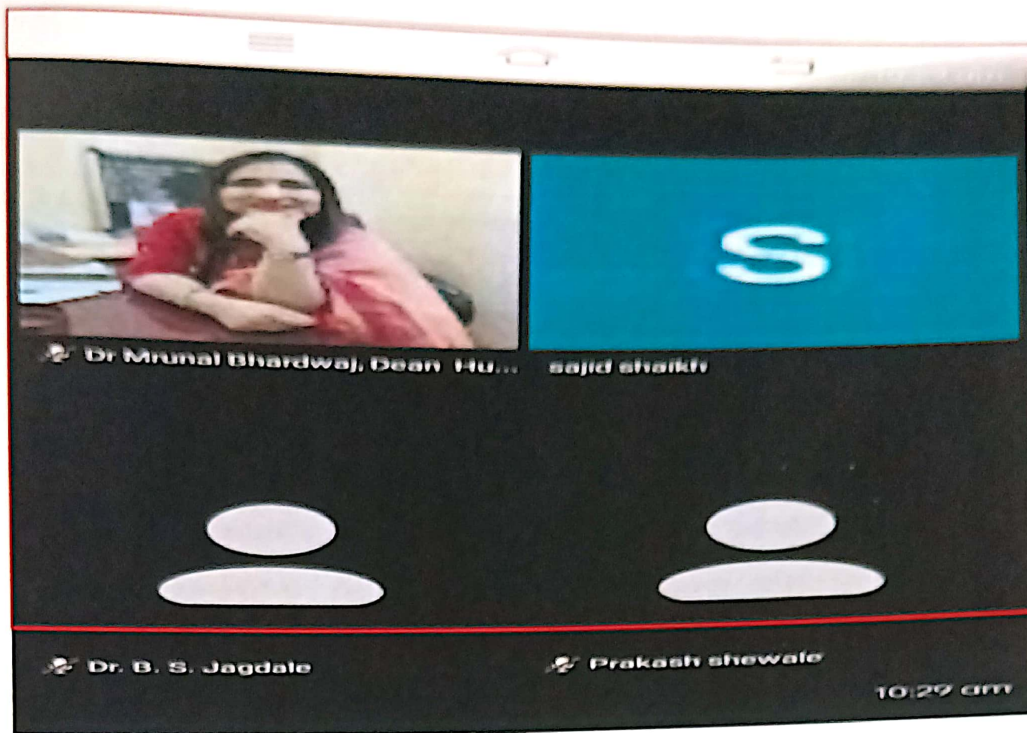 S
Dr Mrunal Bhardwaj, Dean Hu...
sajid shaikh
Dr. B. S. Jagdale
Prakash shewale
10:29 am